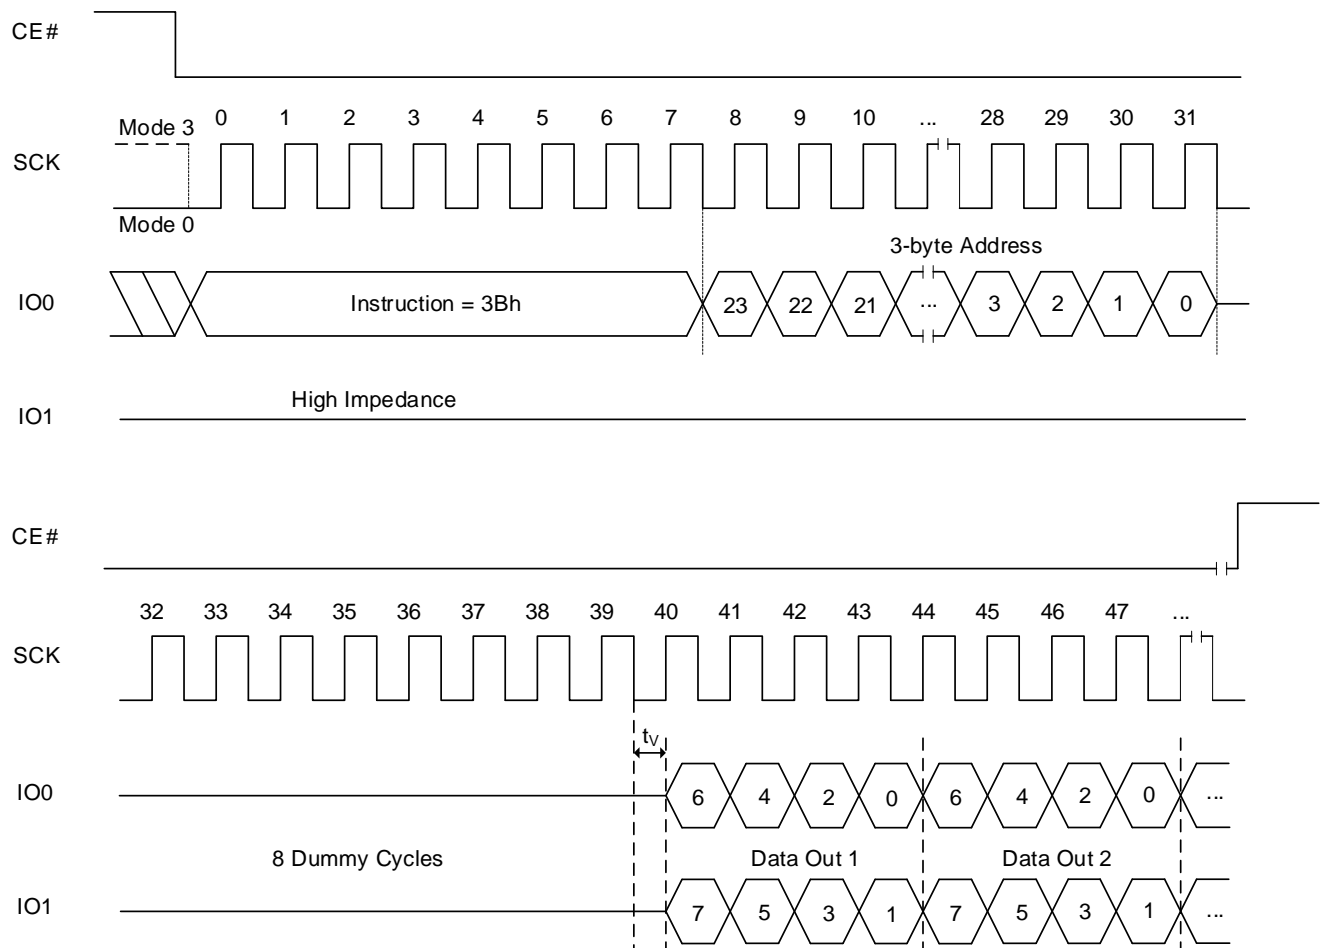 CE#
Mode 3 0 1 2 3 4 5 6 7 8 9 10 ... 28 29 30 31
SCK
Mode 0
3-byte Address
IO0 Instruction = 3Bh 23 22 21 ... 3 2 1 0
High Impedance
IO1
CE#
32 33 34 35 36 37 38 39 40 41 42 43 44 45 46 47 ...
SCK
tV
IO0 6 4 2 0 6 4 2 0 ...
8 Dummy Cycles Data Out 1 Data Out 2
IO1 7 5 3 1 7 5 3 1 ...